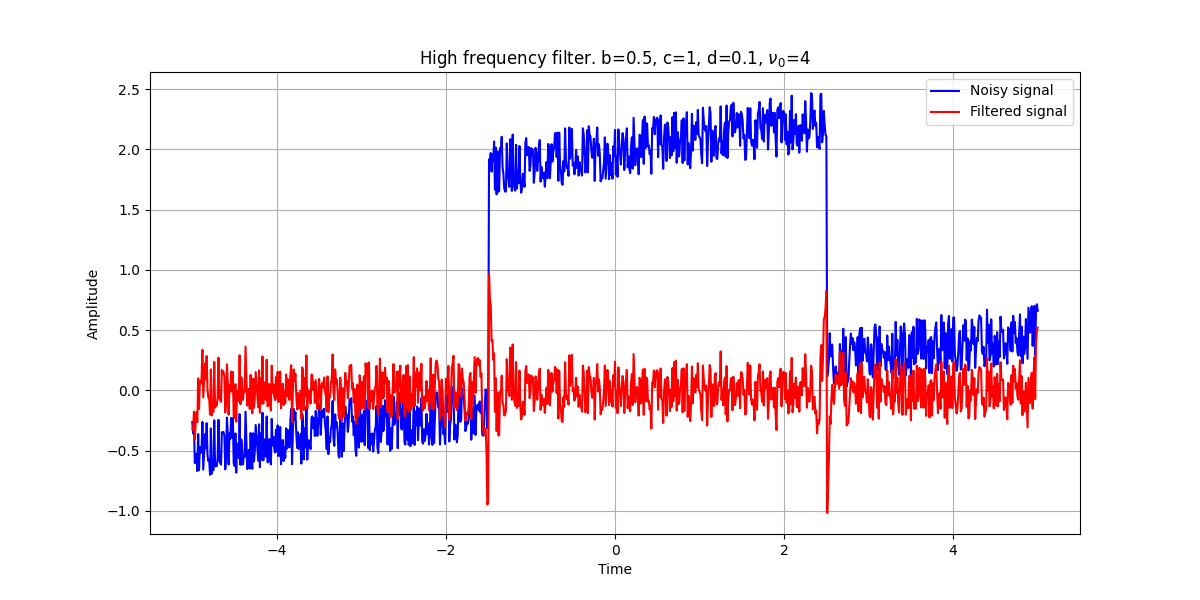 High frequency filter. b=0.5, c=1, d=0.1, ν₀=4
Noisy signal
Filtered signal
2.5
2.0
1.5
1.0
0.5
0.0
−0.5
−1.0
Amplitude
−4
−2
0
2
4
Time